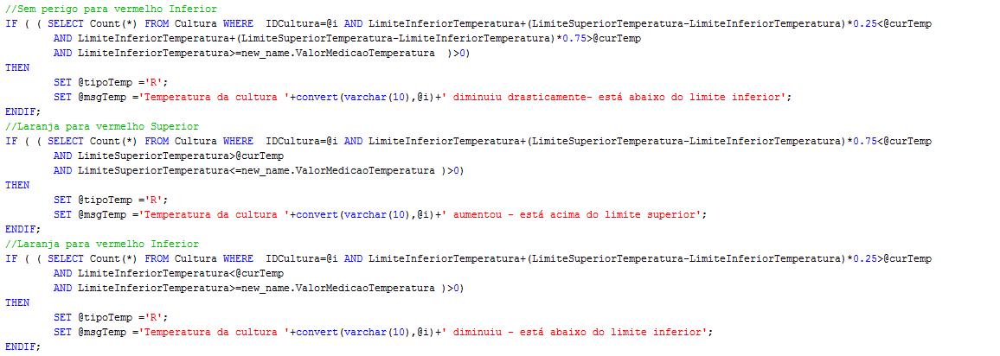 //Sem perigo para vermelho Inferior
IF ( ( SELECT Count(*) FROM Cultura WHERE  IDCultura=@i AND LimiteInferiorTemperatura+(LimiteSuperiorTemperatura-LimiteInferiorTemperatura)*0.25<@curTemp
AND LimiteInferiorTemperatura+(LimiteSuperiorTemperatura-LimiteInferiorTemperatura)*0.75>@curTemp
AND LimiteInferiorTemperatura>=new_name.ValorMedicaoTemperatura  )>0)
THEN
SET @tipoTemp ='R';
SET @msgTemp ='Temperatura da cultura '+convert(varchar(10),@i)+' diminuiu drasticamente- está abaixo do limite inferior';
ENDIF;
//Laranja para vermelho Superior
IF ( ( SELECT Count(*) FROM Cultura WHERE  IDCultura=@i AND LimiteInferiorTemperatura+(LimiteSuperiorTemperatura-LimiteInferiorTemperatura)*0.75<@curTemp
AND LimiteSuperiorTemperatura>@curTemp
AND LimiteSuperiorTemperatura<=new_name.ValorMedicaoTemperatura )>0)
THEN
SET @tipoTemp ='R';
SET @msgTemp ='Temperatura da cultura '+convert(varchar(10),@i)+' aumentou - está acima do limite superior';
ENDIF;
//Laranja para vermelho Inferior
IF ( ( SELECT Count(*) FROM Cultura WHERE  IDCultura=@i AND LimiteInferiorTemperatura+(LimiteSuperiorTemperatura-LimiteInferiorTemperatura)*0.25>@curTemp
AND LimiteInferiorTemperatura<@curTemp
AND LimiteInferiorTemperatura>=new_name.ValorMedicaoTemperatura )>0)
THEN
SET @tipoTemp ='R';
SET @msgTemp ='Temperatura da cultura '+convert(varchar(10),@i)+' diminuiu - está abaixo do limite inferior';
ENDIF;